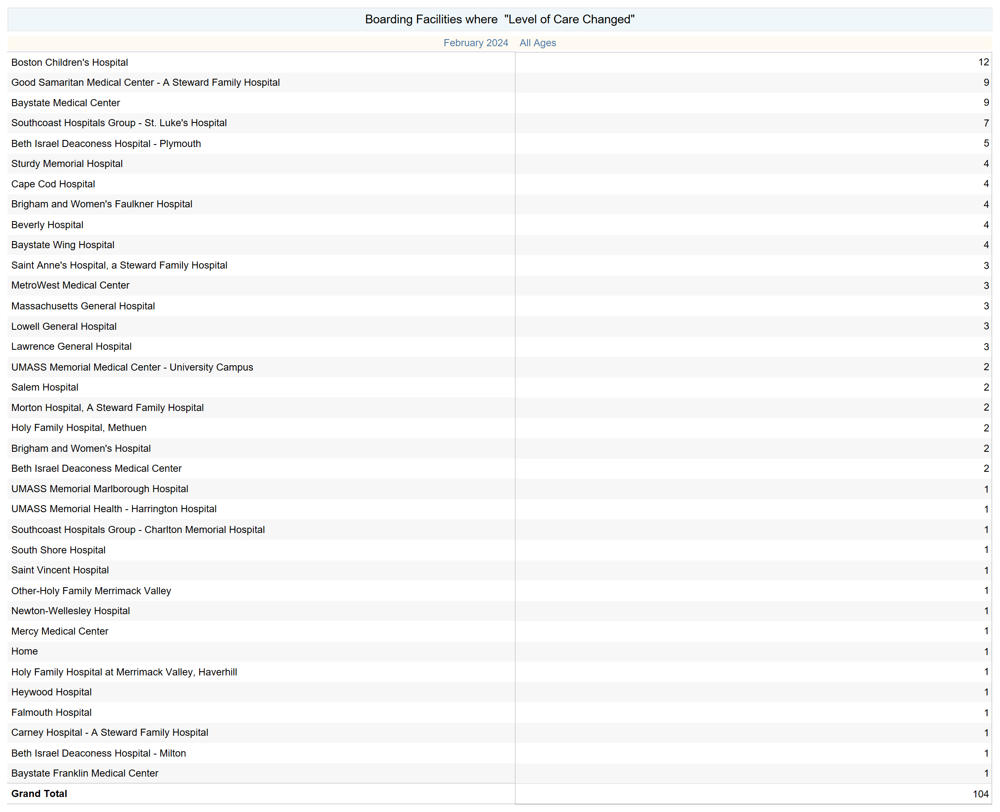 Boarding Facilities where  "Level of Care Changed"
February 2024 All Ages
Boston Children's Hospital 12
Good Samaritan Medical Center - A Steward Family Hospital 9
Baystate Medical Center 9
Southcoast Hospitals Group - St. Luke's Hospital 7
Beth Israel Deaconess Hospital - Plymouth 5
Sturdy Memorial Hospital 4
Cape Cod Hospital 4
Brigham and Women's Faulkner Hospital 4
Beverly Hospital 4
Baystate Wing Hospital 4
Saint Anne's Hospital, a Steward Family Hospital 3
MetroWest Medical Center 3
Massachusetts General Hospital 3
Lowell General Hospital 3
Lawrence General Hospital 3
UMASS Memorial Medical Center - University Campus 2
Salem Hospital 2
Morton Hospital, A Steward Family Hospital 2
Holy Family Hospital, Methuen 2
Brigham and Women's Hospital 2
Beth Israel Deaconess Medical Center 2
UMASS Memorial Marlborough Hospital 1
UMASS Memorial Health - Harrington Hospital 1
Southcoast Hospitals Group - Charlton Memorial Hospital 1
South Shore Hospital 1
Saint Vincent Hospital 1
Other-Holy Family Merrimack Valley 1
Newton-Wellesley Hospital 1
Mercy Medical Center 1
Home 1
Holy Family Hospital at Merrimack Valley, Haverhill 1
Heywood Hospital 1
Falmouth Hospital 1
Carney Hospital - A Steward Family Hospital 1
Beth Israel Deaconess Hospital - Milton 1
Baystate Franklin Medical Center 1
Grand Total 104